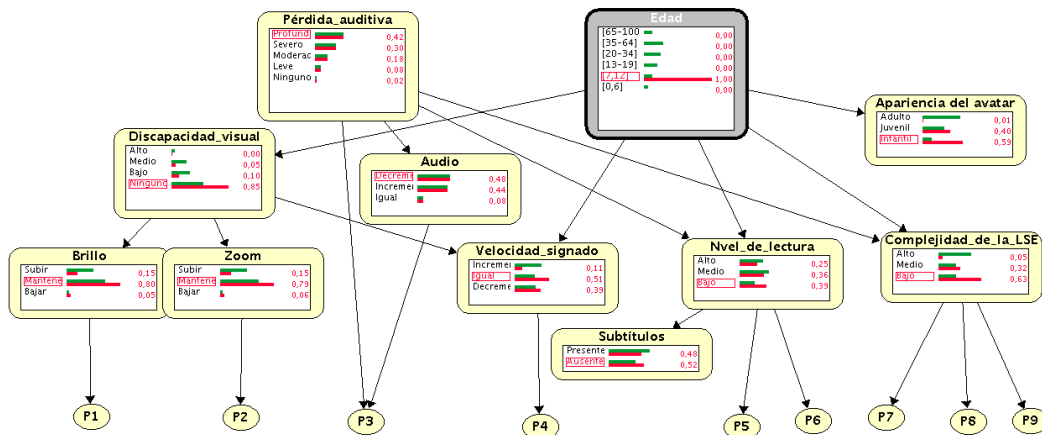 Pérdida_auditiva
Profund 0,42
Severo 0,30
Moderac 0,18
Leve 0,08
Ninguno 0,02
Edad
[65-100 0,00
[35-64] 0,00
[20-34] 0,00
[13-19] 0,00
[7,12] 1,00
[0,6] 0,00
Apariencia del avatar
Adulto 0,01
Juvenil 0,40
Infantil 0,59
Discapacidad_visual
Alto 0,00
Medio 0,05
Bajo 0,10
Ninguno 0,85
Audio
Decreme 0,48
Increme 0,44
Igual 0,08
Brillo
Subir 0,15
Mantene 0,80
Bajar 0,05
Zoom
Subir 0,15
Mantene 0,79
Bajar 0,06
Velocidad_signado
Increme 0,11
Igual 0,51
Decreme 0,39
Nvel_de_lectura
Alto 0,25
Medio 0,36
Bajo 0,39
Complejidad_de_la_LSE
Alto 0,05
Medio 0,32
Bajo 0,63
Subtítulos
Presente 0,48
Ausente 0,52
P1
P2
P3
P4
P5
P6
P7
P8
P9